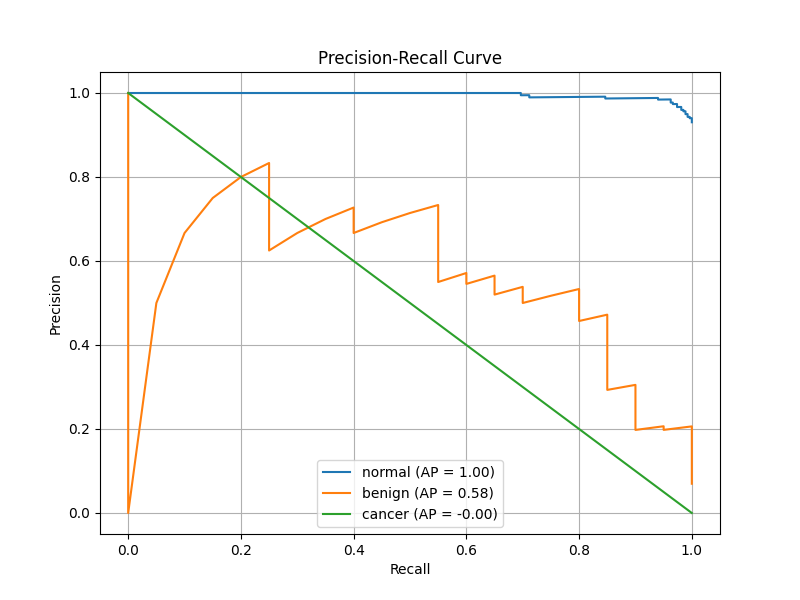 Precision-Recall Curve
Precision
1.0
0.8
0.6
0.4
0.2
0.0
normal (AP = 1.00)
benign (AP = 0.58)
cancer (AP = -0.00)
0.0 0.2 0.4 0.6 0.8 1.0
Recall